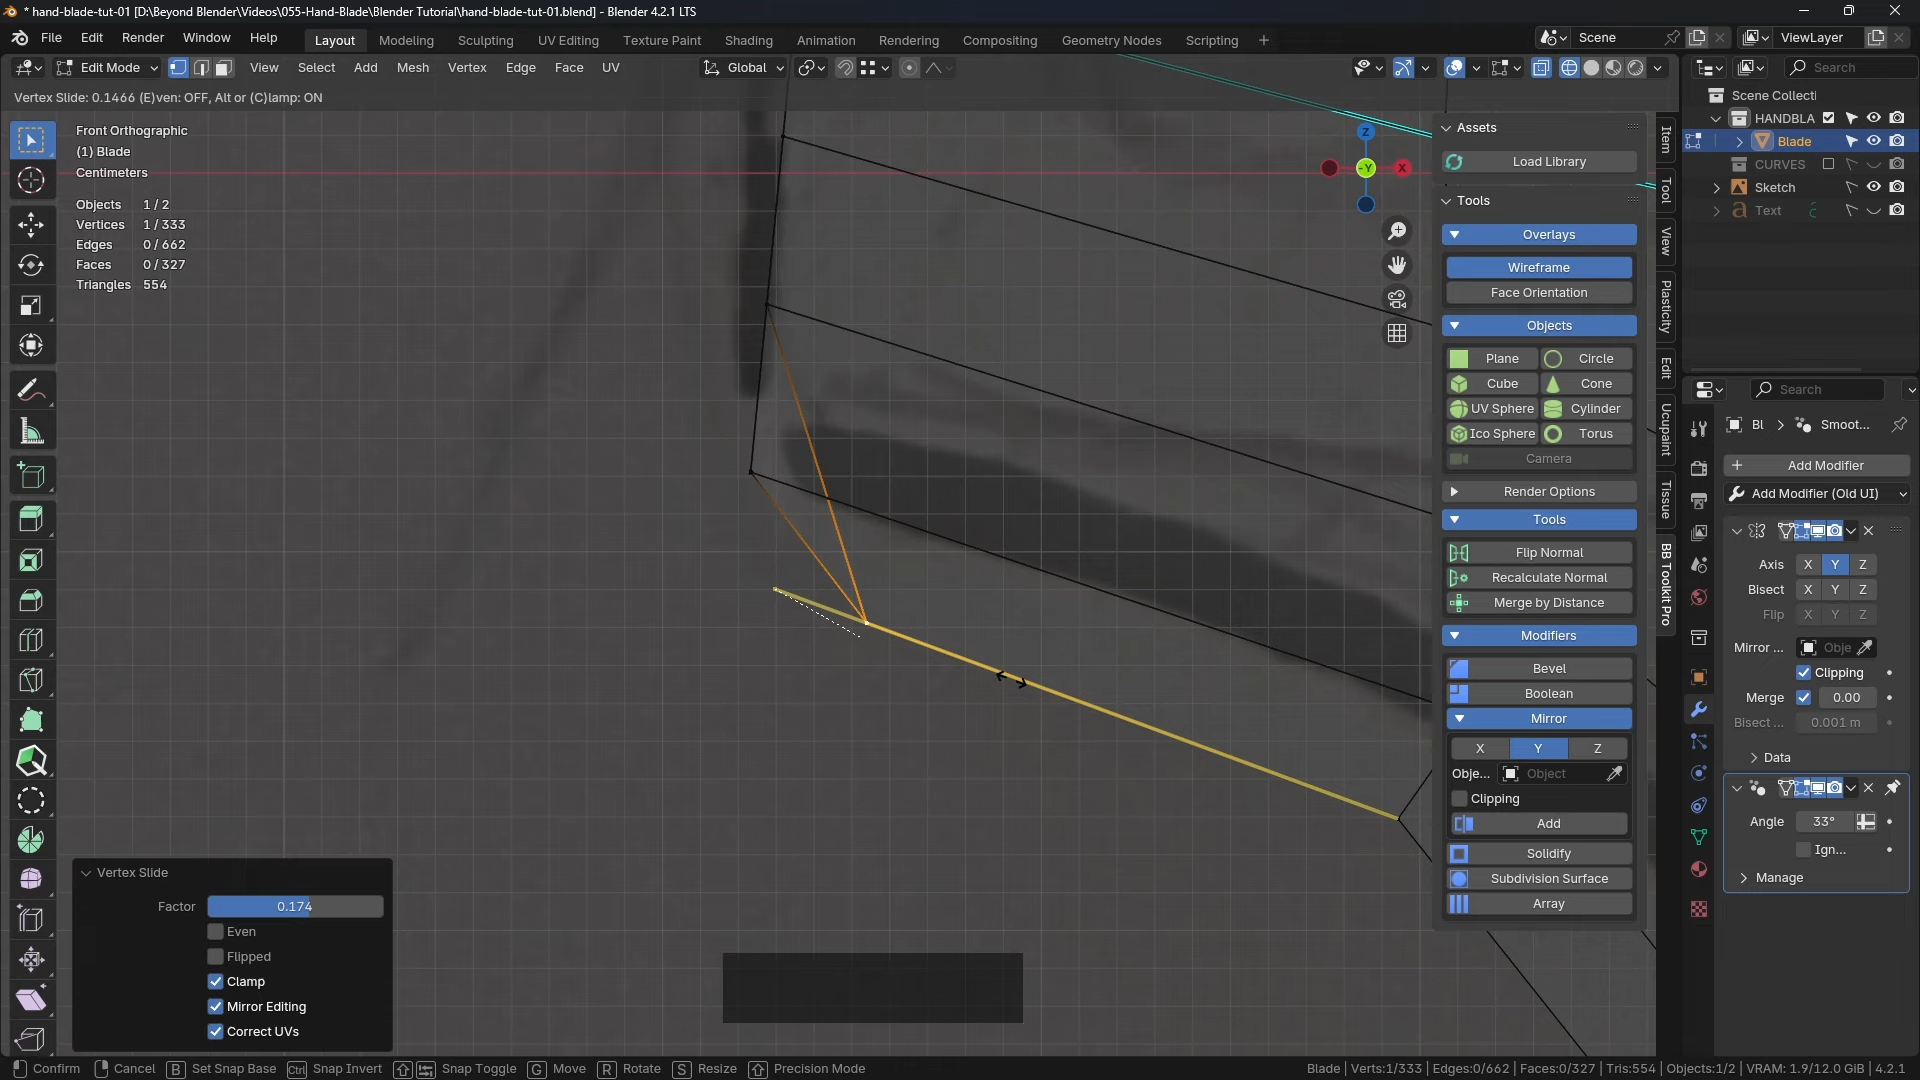 * hand-blade-tut-01 [D:\Beyond Blender\Videos\055-Hand-Blade\Blender Tutorial\hand-blade-tut-01.blend] - Blender 4.2.1 LTS
File Edit Render Window Help Layout Modeling Sculpting UV Editing Texture Paint Shading Animation Rendering Compositing Geometry Nodes Scripting + Scene ViewLayer
Edit Mode View Select Add Mesh Vertex Edge Face UV Global Search
Vertex Slide: 0.1466 (E)ven: OFF, Alt or (C)lamp: ON
Scene Collecti
HANDBLA
Blade
CURVES
Sketch
Text
Front Orthographic
(1) Blade
Centimeters
Objects 1 / 2
Vertices 1 / 333
Edges 0 / 662
Faces 0 / 327
Triangles 554
Z
-Y
X
Assets
Load Library
Tools
Overlays
Wireframe
Face Orientation
Objects
Plane Circle
Cube Cone
UV Sphere Cylinder
Ico Sphere Torus
Camera
Render Options
Tools
Flip Normal
Recalculate Normal
Merge by Distance
Modifiers
Bevel
Boolean
Mirror
X Y Z
Obje... Object
Clipping
Add
Solidify
Subdivision Surface
Array
Item
Tool
View
Plasticity
Edit
Ucupaint
Tissue
BB Toolkit Pro
Search
Bl > Smoot...
+ Add Modifier
Add Modifier (Old UI)
Axis X Y Z
Bisect X Y Z
Flip X Y Z
Mirror ... Obje
Clipping
Merge 0.00
Bisect ... 0.001 m
Data
Angle 33°
Ign...
Manage
Vertex Slide
Factor 0.174
Even
Flipped
Clamp
Mirror Editing
Correct UVs
Confirm Cancel B Set Snap Base Ctrl Snap Invert Snap Toggle G Move R Rotate S Resize Precision Mode Blade | Verts:1/333 | Edges:0/662 | Faces:0/327 | Tris:554 | Objects:1/2 | VRAM: 1.9/12.0 GiB | 4.2.1